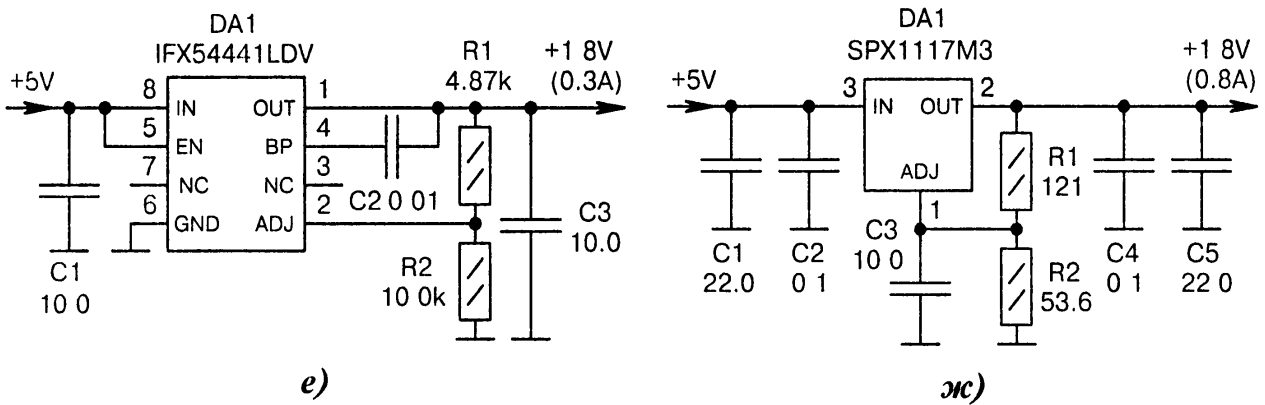 DA1
IFX54441LDV
+5V
8
IN
OUT
1
5
EN
BP
4
7
NC
NC
3
6
GND
ADJ
2
R1
4.87k
+1 8V
(0.3A)
C2 0 01
C1
10 0
R2
10 0k
C3
10.0
е)
DA1
SPX1117M3
+5V
3
IN
OUT
2
ADJ
1
+1 8V
(0.8A)
R1
121
C1
22.0
C2
0 1
C3
10 0
R2
53.6
C4
0 1
C5
22 0
ж)